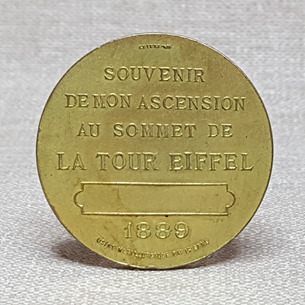 SOUVENIR
DE MON ASCENSION
AU SOMMET DE
LA TOUR EIFFEL
1889